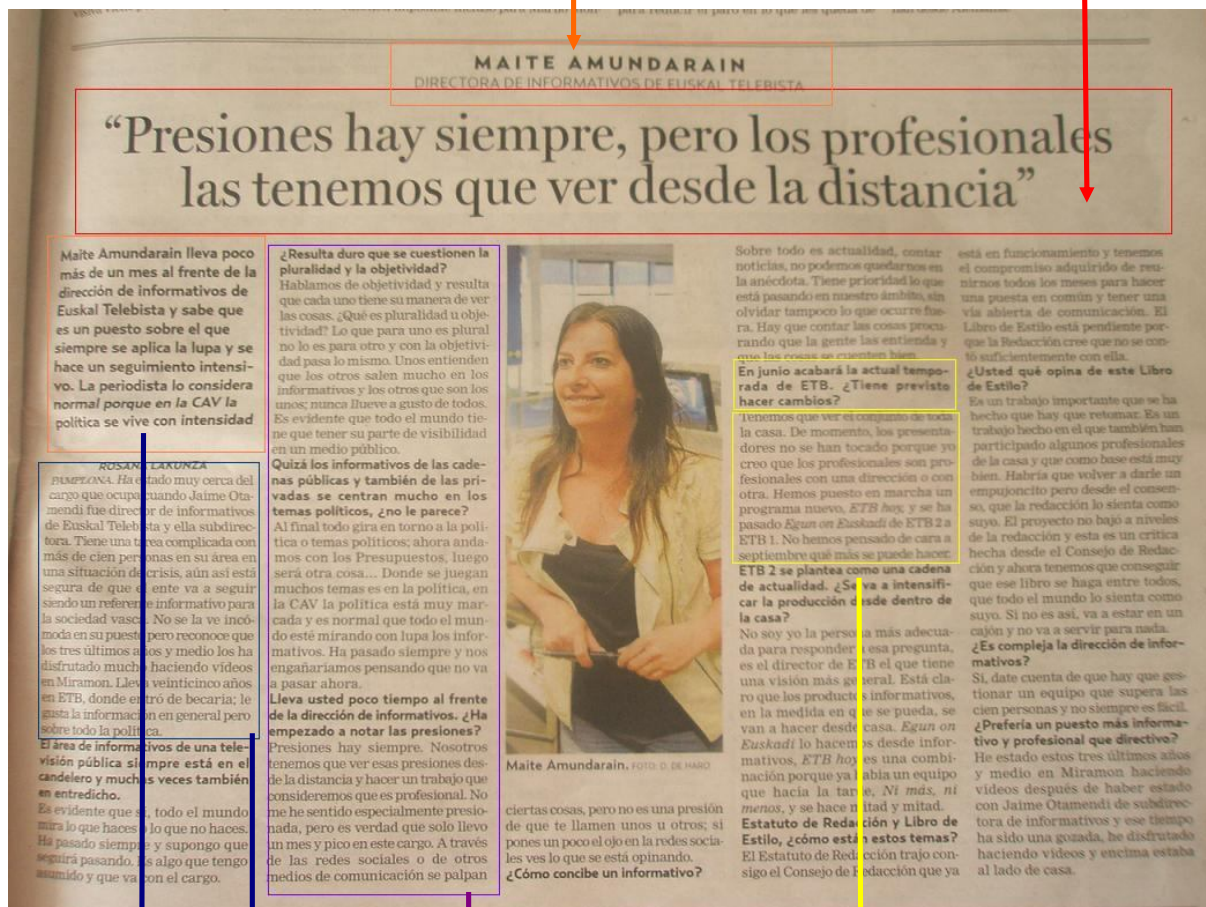 MAITE AMUNDARAIN
DIRECTORA DE INFORMATIVOS DE EUSKAL TELEBISTA
“Presiones hay siempre, pero los profesionales
las tenemos que ver desde la distancia”
Maite Amundarain lleva poco
más de un mes al frente de la
dirección de informativos de
Euskal Telebista y sabe que
es un puesto sobre el que
siempre se aplica la lupa y se
hace un seguimiento intensi-
vo. La periodista lo considera
normal porque en la CAV la
política se vive con intensidad
ROSANA LAKUNZA
PAMPLONA. Ha estado muy cerca del
cargo que ocupa cuando Jaime Ota-
mendi fue director de informativos
de Euskal Telebista y ella subdirec-
tora. Tiene una tarea complicada con
más de cien personas en su área en
una situación de crisis, aún así está
segura de que el ente va a seguir
siendo un referente informativo para
la sociedad vasca. No se la ve incó-
moda en su puesto pero reconoce que
los tres últimos años y medio los ha
disfrutado mucho haciendo vídeos
en Miramon. Lleva veinticinco años
en ETB, donde entró de becaria; le
gusta la información en general pero
sobre todo la política.
El área de informativos de una tele-
visión pública siempre está en el
candelero y muchas veces también
en entredicho.
Es evidente que sí, todo el mundo
mira lo que haces o lo que no haces.
Ha pasado siempre y supongo que
seguirá pasando. Es algo que tengo
asumido y que va con el cargo.
¿Resulta duro que se cuestionen la
pluralidad y la objetividad?
Hablamos de objetividad y resulta
que cada uno tiene su manera de ver
las cosas. ¿Qué es pluralidad u obje-
tividad? Lo que para uno es plural
no lo es para otro y con la objetivi-
dad pasa lo mismo. Unos entienden
que los otros salen mucho en los
informativos y los otros que son los
unos; nunca llueve a gusto de todos.
Es evidente que todo el mundo tie-
ne que tener su parte de visibilidad
en un medio público.
Quizá los informativos de las cade-
nas públicas y también de las pri-
vadas se centran mucho en los
temas políticos, ¿no le parece?
Al final todo gira en torno a la polí-
tica o temas políticos; ahora anda-
mos con los Presupuestos, luego
será otra cosa... Donde se juegan
muchos temas es en la política, en
la CAV la política está muy mar-
cada y es normal que todo el mun-
do esté mirando con lupa los infor-
mativos. Ha pasado siempre y nos
engañaríamos pensando que no va
a pasar ahora.
Lleva usted poco tiempo al frente
de la dirección de informativos. ¿Ha
empezado a notar las presiones?
Presiones hay siempre. Nosotros
tenemos que ver esas presiones des-
de la distancia y hacer un trabajo que
consideremos que es profesional. No
me he sentido especialmente presio-
nada, pero es verdad que solo llevo
un mes y pico en este cargo. A través
de las redes sociales o de otros
medios de comunicación se palpan
Maite Amundarain. FOTO: D. DE HARO
ciertas cosas, pero no es una presión
de que te llamen unos u otros; si
pones un poco el ojo en la redes socia-
les ves lo que se está opinando.
¿Cómo concibe un informativo?
Sobre todo es actualidad, contar
noticias, no podemos quedarnos en
la anécdota. Tiene prioridad lo que
está pasando en nuestro ámbito, sin
olvidar tampoco lo que ocurre fue-
ra. Hay que contar las cosas procu-
rando que la gente las entienda y
que las cosas se cuenten bien.
En junio acabará la actual tempo-
rada de ETB. ¿Tiene previsto
hacer cambios?
Tenemos que ver el conjunto de toda
la casa. De momento, los presenta-
dores no se han tocado porque yo
creo que los profesionales son pro-
fesionales con una dirección o con
otra. Hemos puesto en marcha un
programa nuevo, ETB hoy, y se ha
pasado Egun on Euskadi de ETB 2 a
ETB 1. No hemos pensado de cara a
septiembre qué más se puede hacer.
ETB 2 se plantea como una cadena
de actualidad. ¿Se va a intensifi-
car la producción desde dentro de
la casa?
No soy yo la persona más adecua-
da para responder a esa pregunta,
es el director de ETB el que tiene
una visión más general. Está cla-
ro que los productos informativos,
en la medida en que se pueda, se
van a hacer desde casa. Egun on
Euskadi lo hacemos desde infor-
mativos, ETB hoy es una combi-
nación porque ya había un equipo
que hacía la tarde, Ni más, ni
menos, y se hace mitad y mitad.
Estatuto de Redacción y Libro de
Estilo, ¿cómo están estos temas?
El Estatuto de Redacción trajo con-
sigo el Consejo de Redacción que ya
está en funcionamiento y tenemos
el compromiso adquirido de reu-
nirnos todos los meses para hacer
una puesta en común y tener una
vía abierta de comunicación. El
Libro de Estilo está pendiente por-
que la Redacción cree que no se con-
tó suficientemente con ella.
¿Usted qué opina de este Libro
de Estilo?
Es un trabajo importante que se ha
hecho que hay que retomar. Es un
trabajo hecho en el que también han
participado algunos profesionales
de la casa y que como base está muy
bien. Habría que volver a darle un
empujoncito pero desde el consen-
so, que la redacción lo sienta como
suyo. El proyecto no bajó a niveles
de la redacción y esta es un crítica
hecha desde el Consejo de Redac-
ción y ahora tenemos que conseguir
que ese libro se haga entre todos,
que todo el mundo lo sienta como
suyo. Si no es así, va a estar en un
cajón y no va a servir para nada.
¿Es compleja la dirección de infor-
mativos?
Sí, date cuenta de que hay que ges-
tionar un equipo que supera las
cien personas y no siempre es fácil.
¿Prefería un puesto más informa-
tivo y profesional que directivo?
He estado estos tres últimos años
y medio en Miramon haciendo
vídeos después de haber estado
con Jaime Otamendi de subdirec-
tora de informativos y ese tiempo
ha sido una gozada, he disfrutado
haciendo vídeos y encima estaba
al lado de casa.